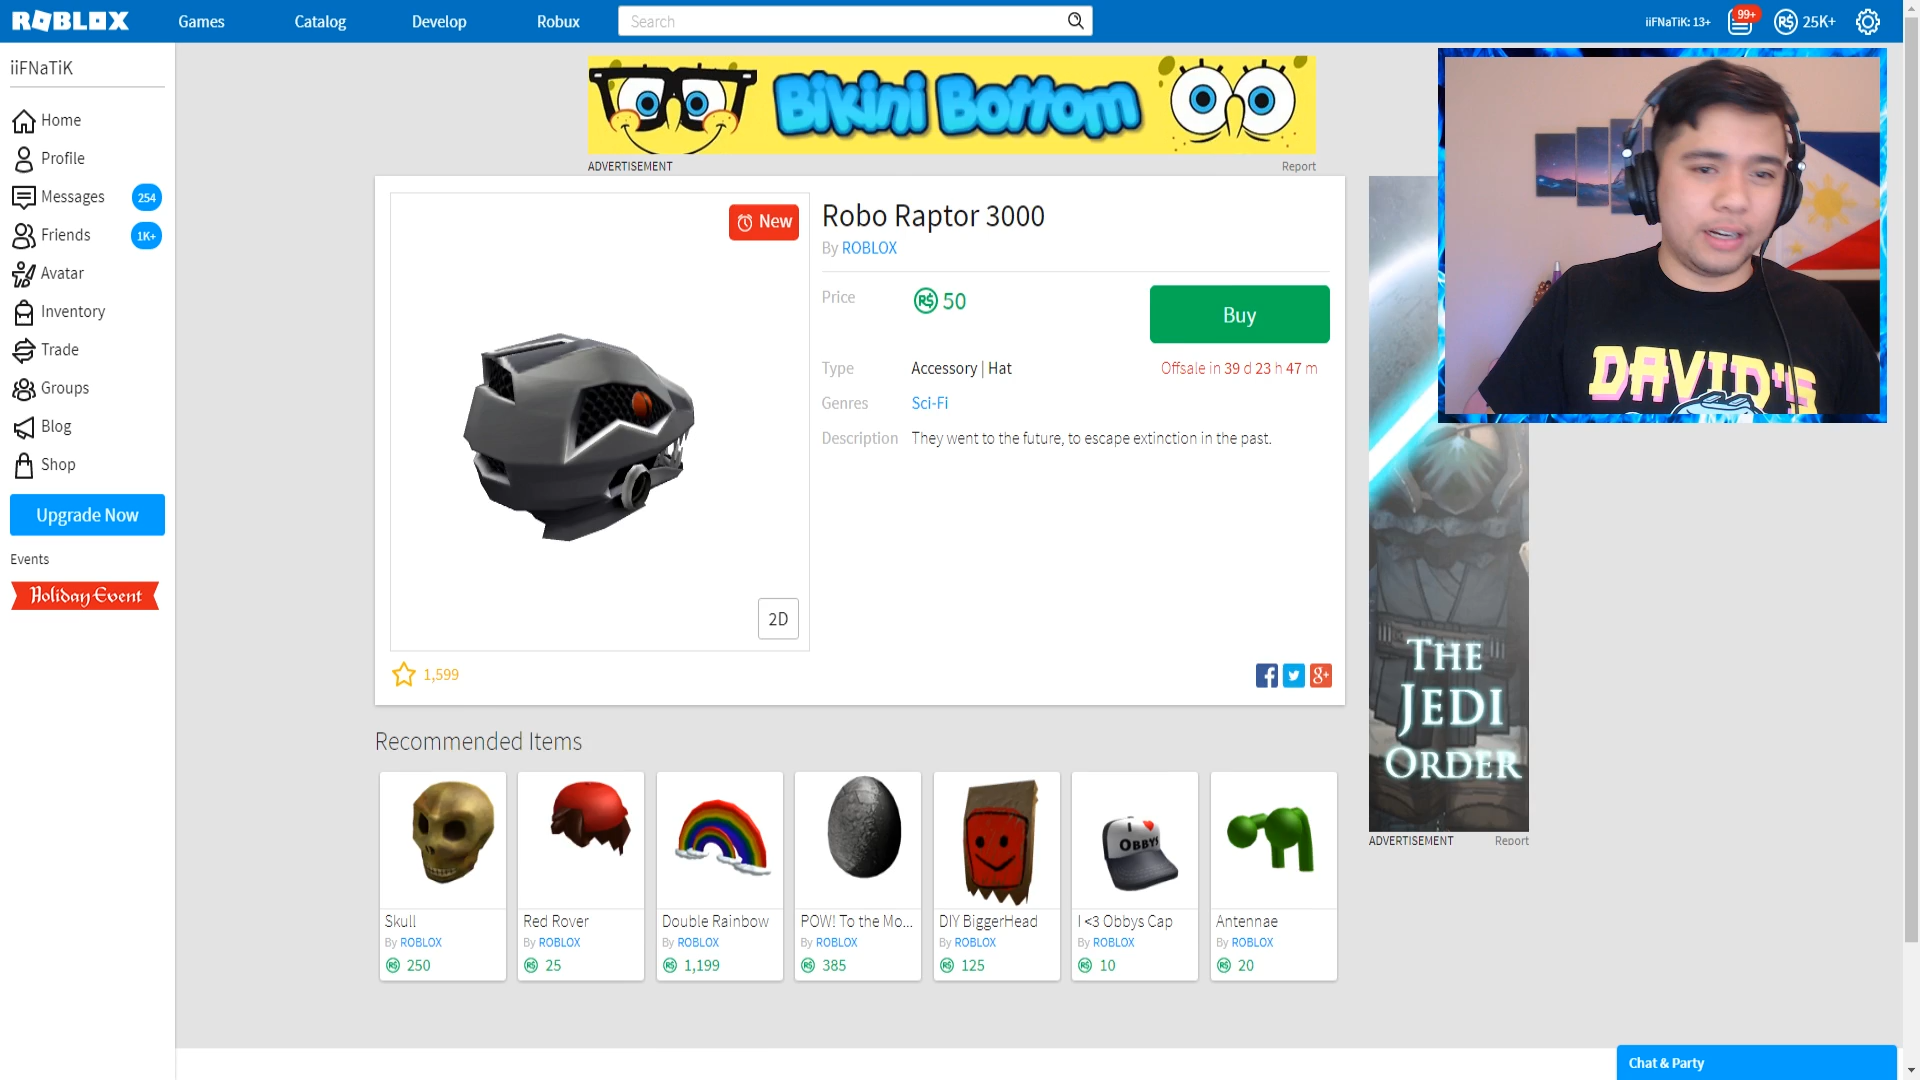 ROBLOX
Games
Catalog
Develop
Robux
Search
iiFNaTiK: 13+
99+
R$ 25K+
iiFNaTiK
Home
Profile
Messages 254
Friends 1K+
Avatar
Inventory
Trade
Groups
Blog
Shop
Upgrade Now
Events
Holiday Event
Bikini Bottom
ADVERTISEMENT
Report
New
2D
1,599
Robo Raptor 3000
By ROBLOX
Price R$ 50
Buy
Type Accessory | Hat
Offsale in 39 d 23 h 47 m
Genres Sci-Fi
Description They went to the future, to escape extinction in the past.
f
g+
DAVID'S
THE
JEDI
ORDER
ADVERTISEMENT
Report
Recommended Items
I ❤ OBBYS
Skull
By ROBLOX
R$ 250
Red Rover
By ROBLOX
R$ 25
Double Rainbow
By ROBLOX
R$ 1,199
POW! To the Mo...
By ROBLOX
R$ 385
DIY BiggerHead
By ROBLOX
R$ 125
I <3 Obbys Cap
By ROBLOX
R$ 10
Antennae
By ROBLOX
R$ 20
Chat & Party